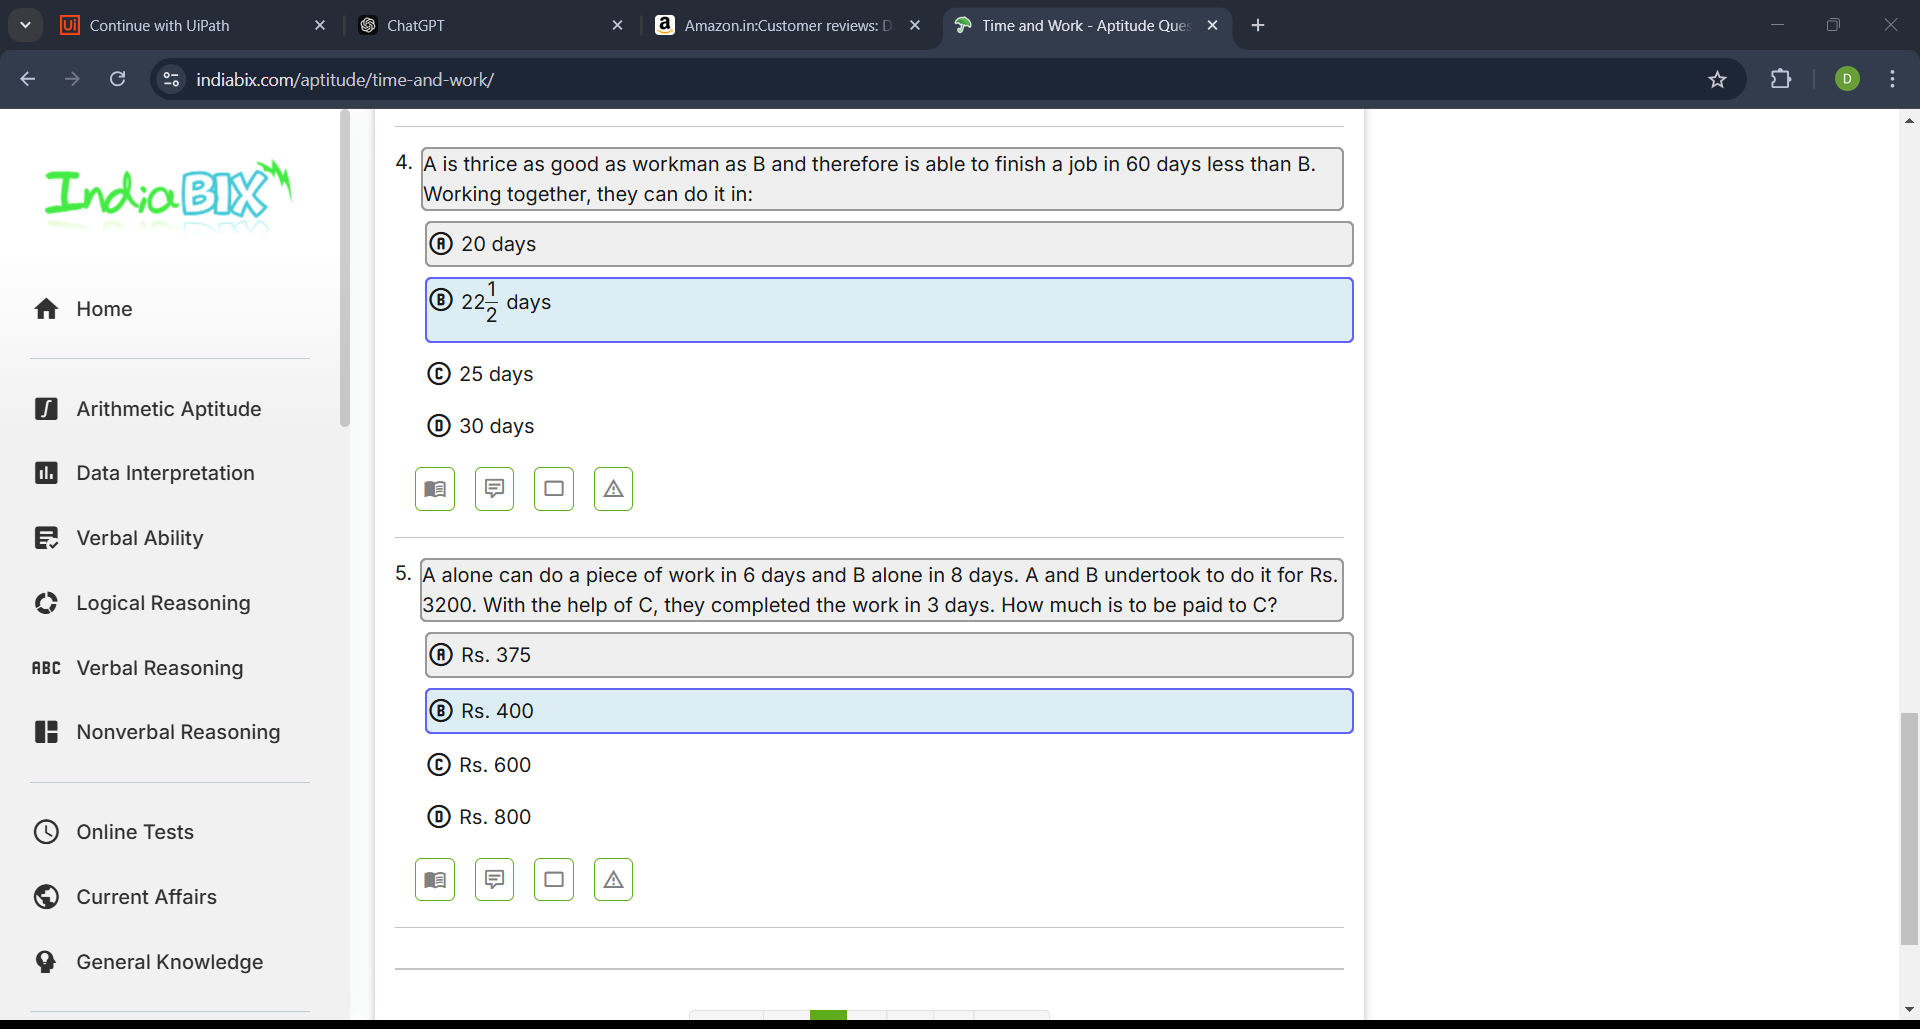 Continue with UiPath
ChatGPT
Amazon.in:Customer reviews: D
Time and Work - Aptitude Ques
indiabix.com/aptitude/time-and-work/
D
IndiaBIX
Home
Arithmetic Aptitude
Data Interpretation
Verbal Ability
Logical Reasoning
ABC Verbal Reasoning
Nonverbal Reasoning
Online Tests
Current Affairs
General Knowledge
4. A is thrice as good as workman as B and therefore is able to finish a job in 60 days less than B.
Working together, they can do it in:
A 20 days
B 22 1/2 days
C 25 days
D 30 days
5. A alone can do a piece of work in 6 days and B alone in 8 days. A and B undertook to do it for Rs.
3200. With the help of C, they completed the work in 3 days. How much is to be paid to C?
A Rs. 375
B Rs. 400
C Rs. 600
D Rs. 800